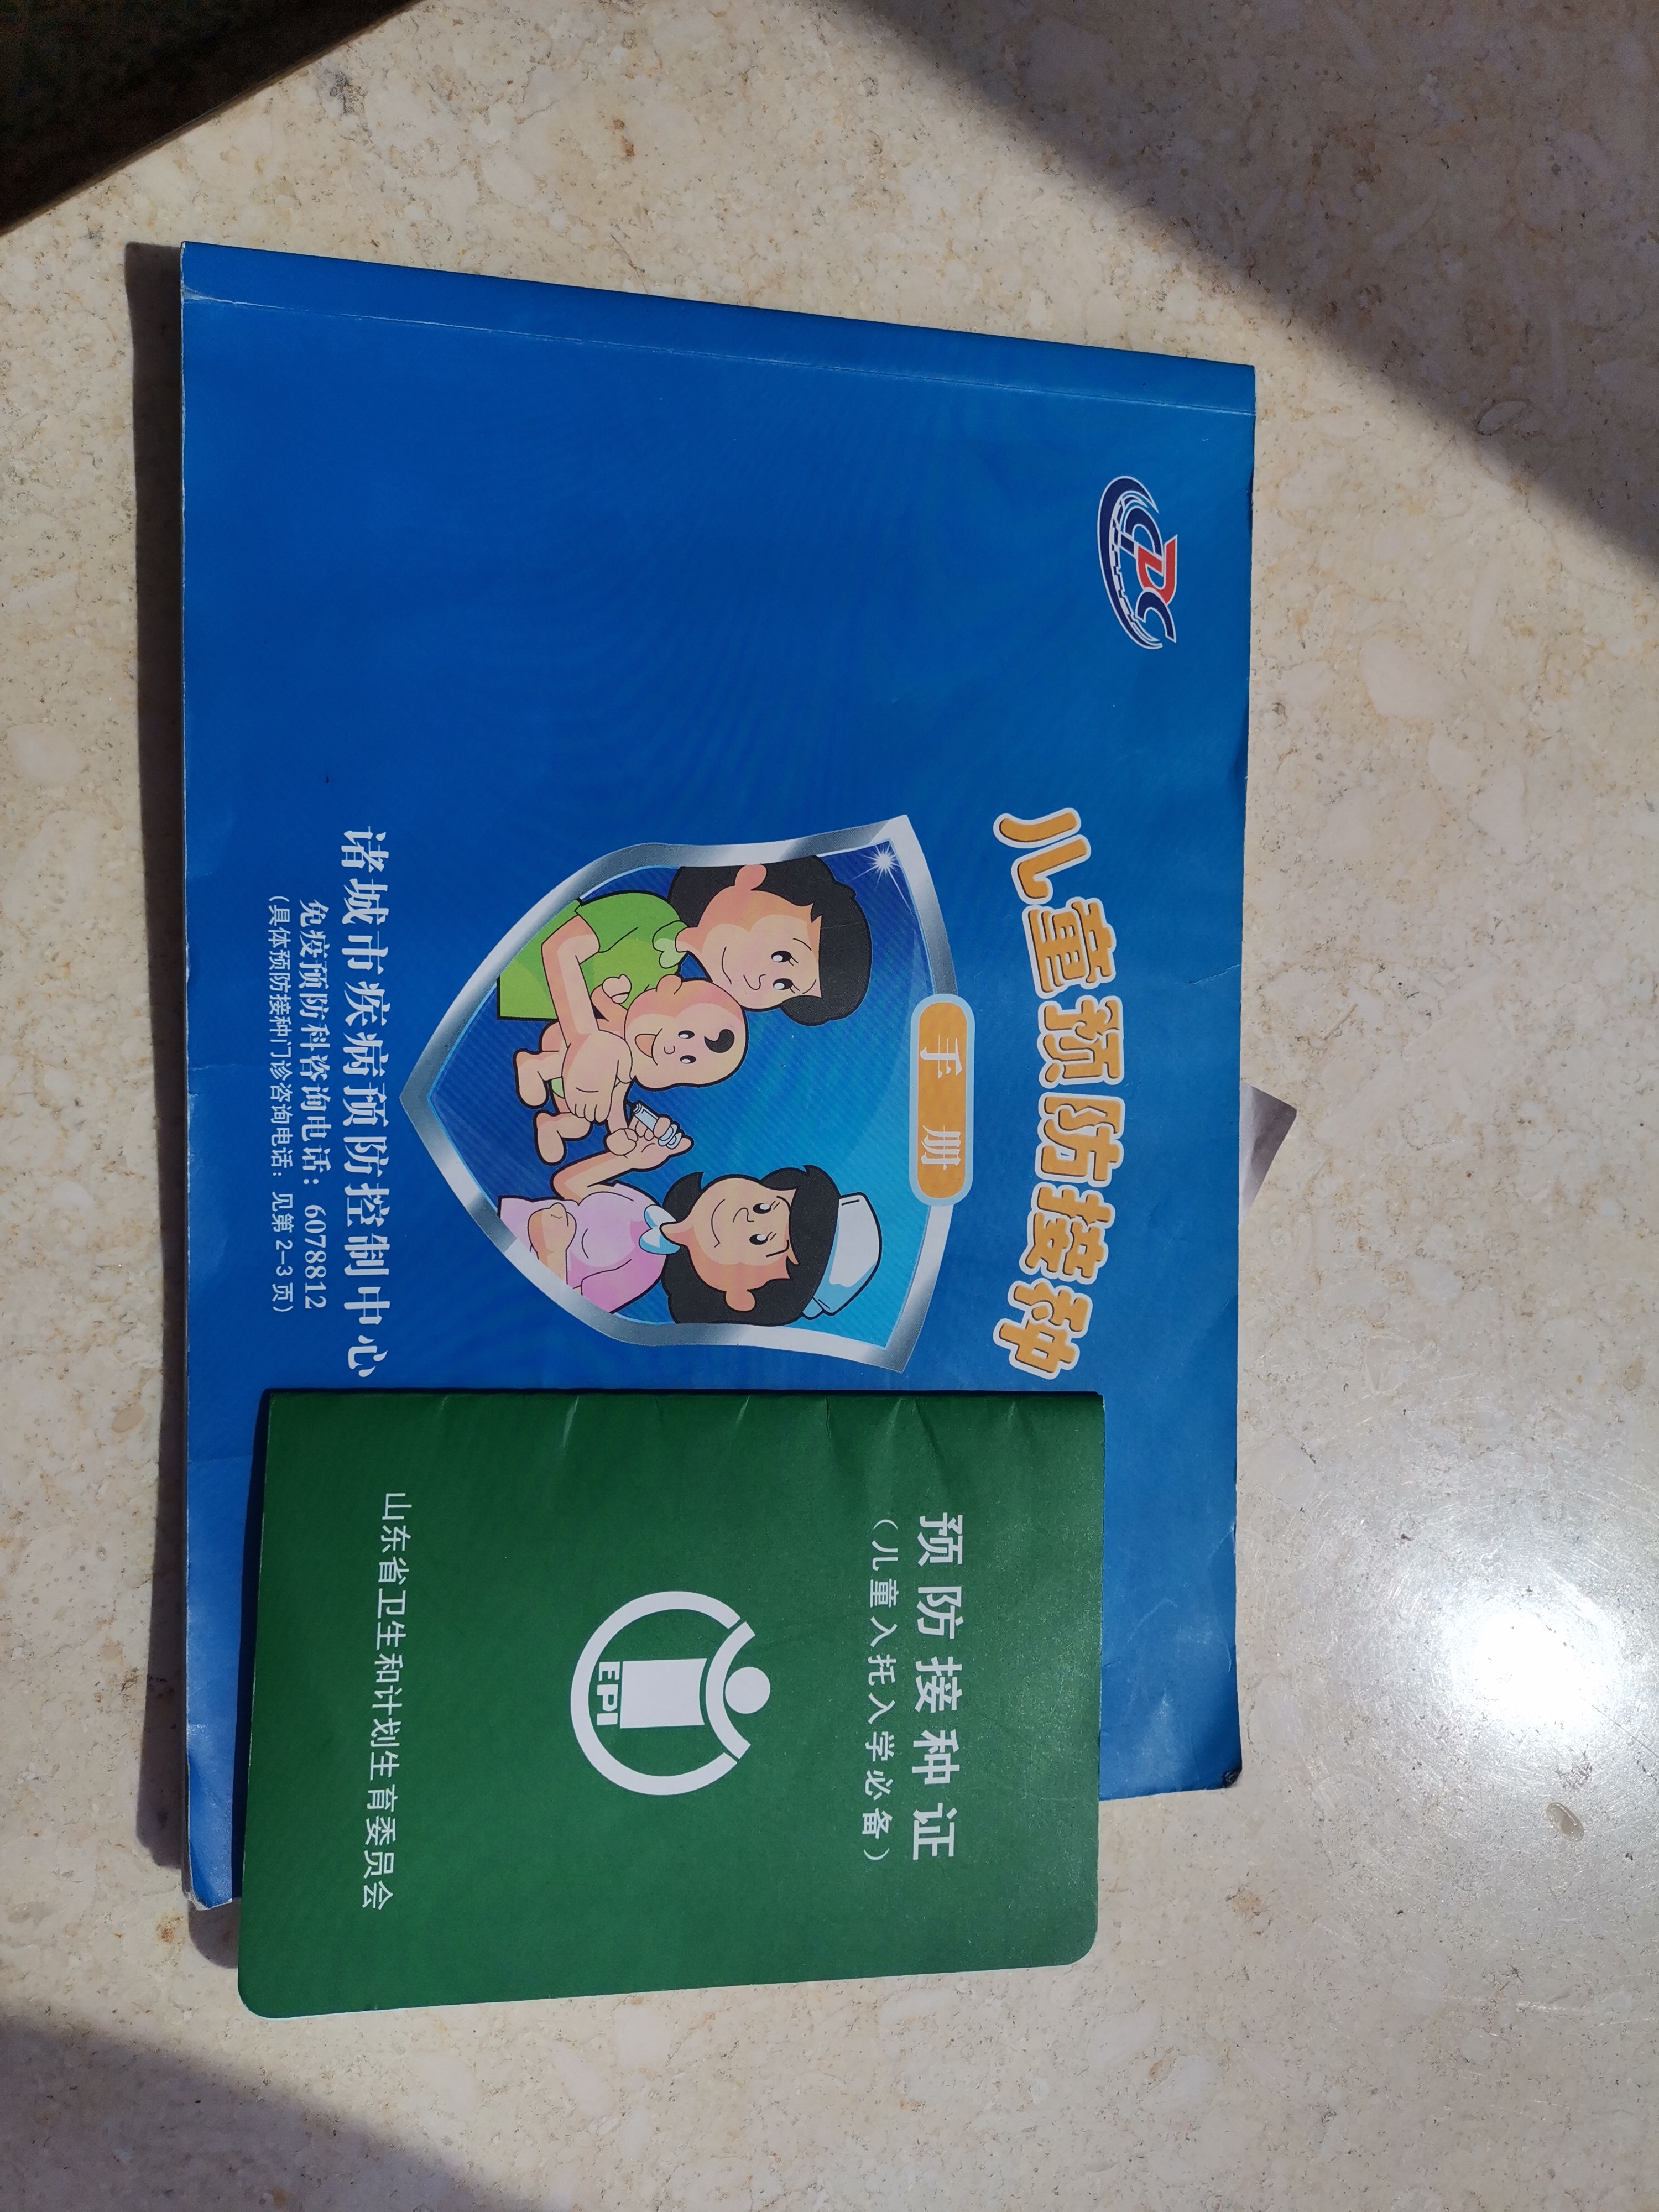 CDC
儿童预防接种
手册
诸城市疾病预防控制中心
免疫预防科咨询电话：6078812
（具体预防接种门诊咨询电话：见第2—3页）
预防接种证
（儿童入托入学必备）
EPI
山东省卫生和计划生育委员会